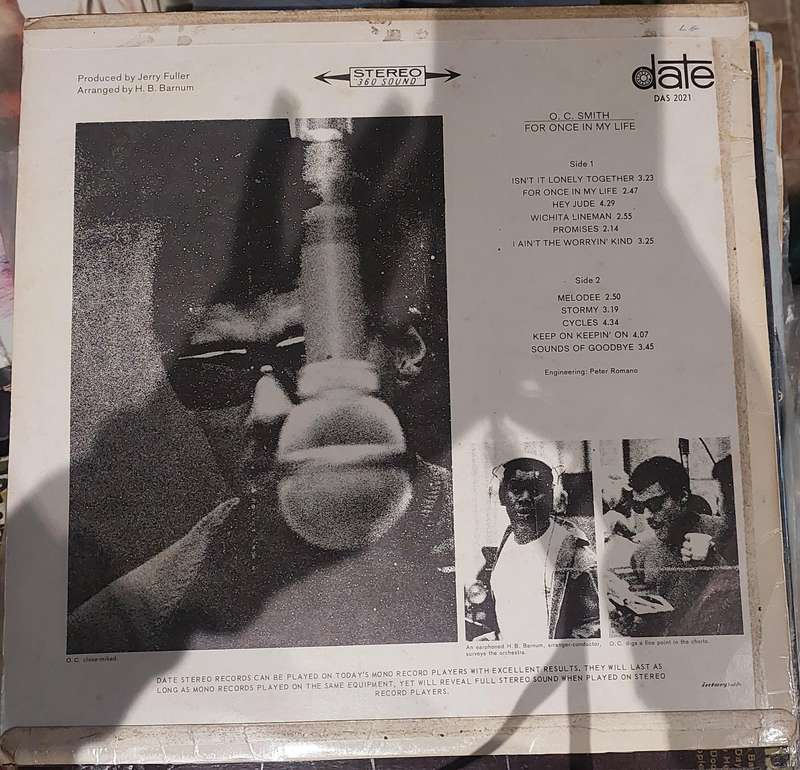 Produced by Jerry Fuller
Arranged by H. B. Barnum
STEREO
360 SOUND
date
DAS 2021
O. C. SMITH
FOR ONCE IN MY LIFE
Side 1
ISN'T IT LONELY TOGETHER 3.23
FOR ONCE IN MY LIFE 2.47
HEY JUDE 4.29
WICHITA LINEMAN 2.55
PROMISES 2.14
I AIN'T THE WORRYIN' KIND 3.25
Side 2
MELODEE 2.50
STORMY 3.19
CYCLES 4.34
KEEP ON KEEPIN' ON 4.07
SOUNDS OF GOODBYE 3.45
Engineering: Peter Romano
O.C. close-miked.
An earphoned H. B. Barnum, arranger-conductor,
surveys the orchestra.
O.C. digs a fine point in the charts.
DATE STEREO RECORDS CAN BE PLAYED ON TODAY'S MONO RECORD PLAYERS WITH EXCELLENT RESULTS. THEY WILL LAST AS
LONG AS MONO RECORDS PLAYED ON THE SAME EQUIPMENT, YET WILL REVEAL FULL STEREO SOUND WHEN PLAYED ON STEREO
RECORD PLAYERS.